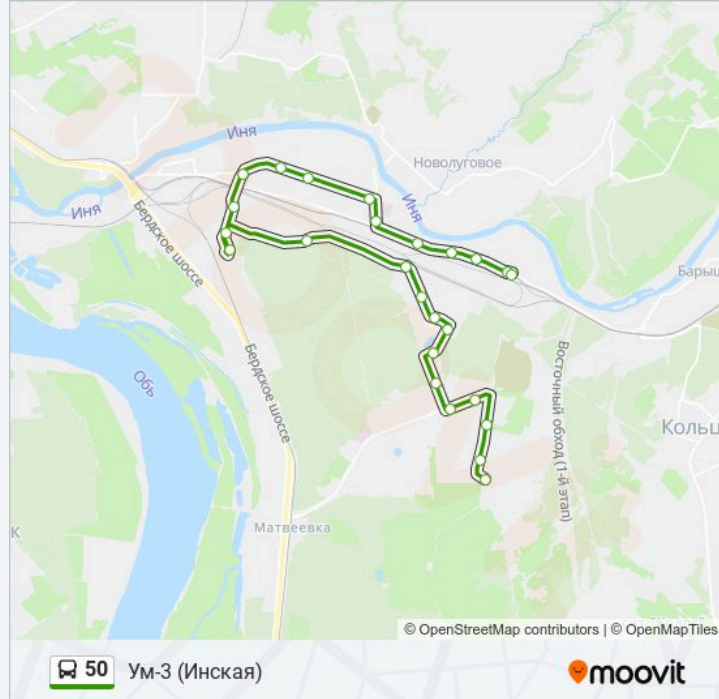 Иня
Новолуговое
Иня
Иня
Бердское шоссе
Барыш
Восточный обход (1-й этап)
Бердское шоссе
Обь
Кольц
Матвеевка
К
© OpenStreetMap contributors | © OpenMapTiles
50 Ум-3 (Инская)
moovit